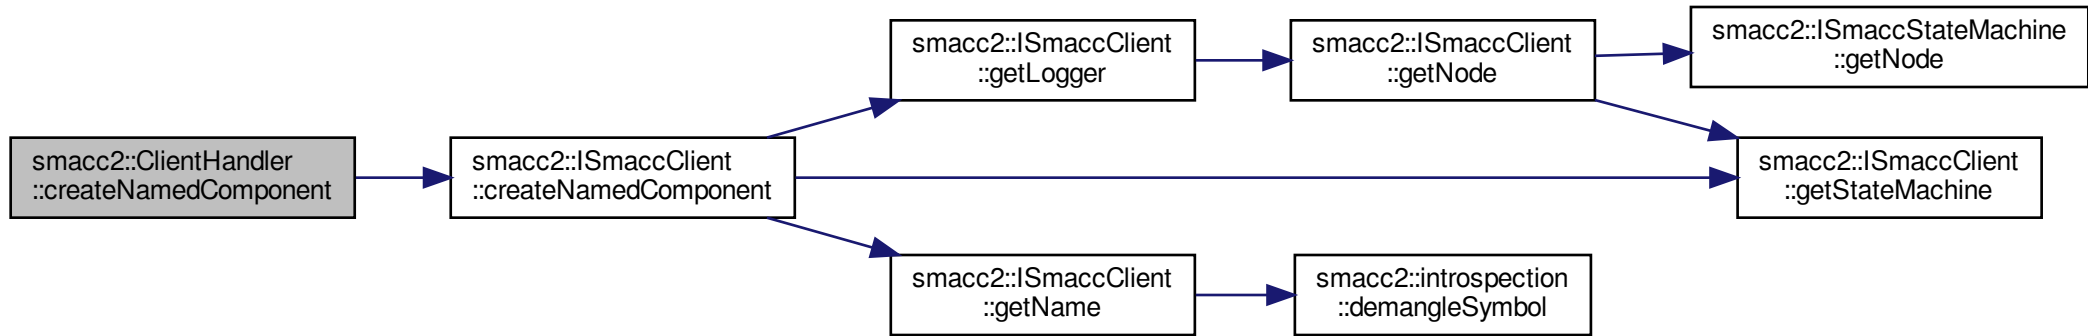 smacc2::ClientHandler
::createNamedComponent
smacc2::ISmaccClient
::createNamedComponent
smacc2::ISmaccClient
::getLogger
smacc2::ISmaccClient
::getNode
smacc2::ISmaccStateMachine
::getNode
smacc2::ISmaccClient
::getStateMachine
smacc2::ISmaccClient
::getName
smacc2::introspection
::demangleSymbol